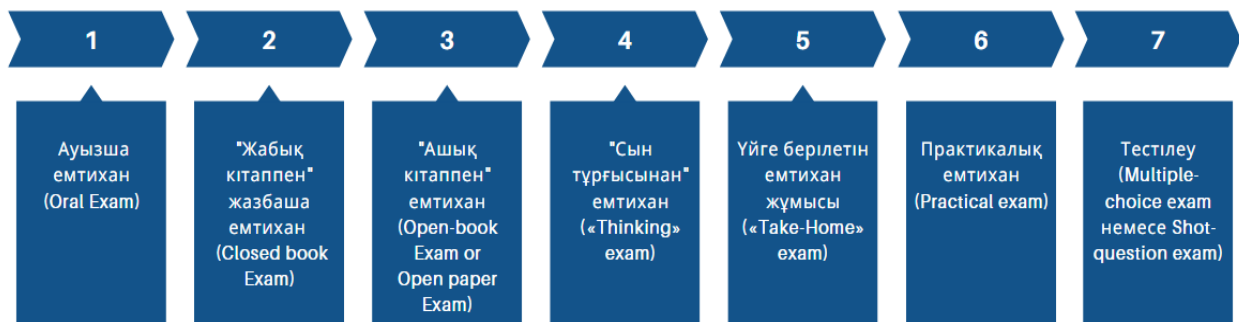 1
2
3
4
5
6
7
Ауызша
емтихан
(Oral Exam)
"Жабық
кітаппен"
жазбаша
емтихан
(Closed book
Exam)
"Ашық
кітаппен"
емтихан
(Open-book
Exam or
Open paper
Exam)
"Сын
тұрғысынан"
емтихан
(«Thinking»
exam)
Үйге берілетін
емтихан
жұмысы
(«Take-Home»
exam)
Практикалық
емтихан
(Practical exam)
Тестілеу
(Multiple-
choice exam
немесе Shot-
question exam)